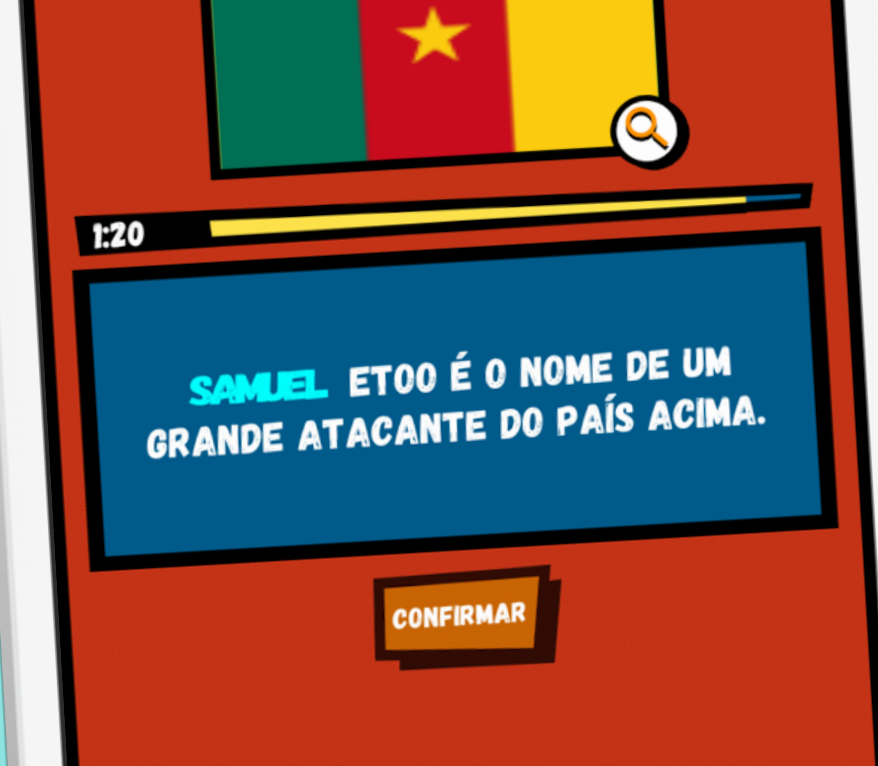 1:20
SAMUEL ETOO É O NOME DE UM
GRANDE ATACANTE DO PAÍS ACIMA.
CONFIRMAR